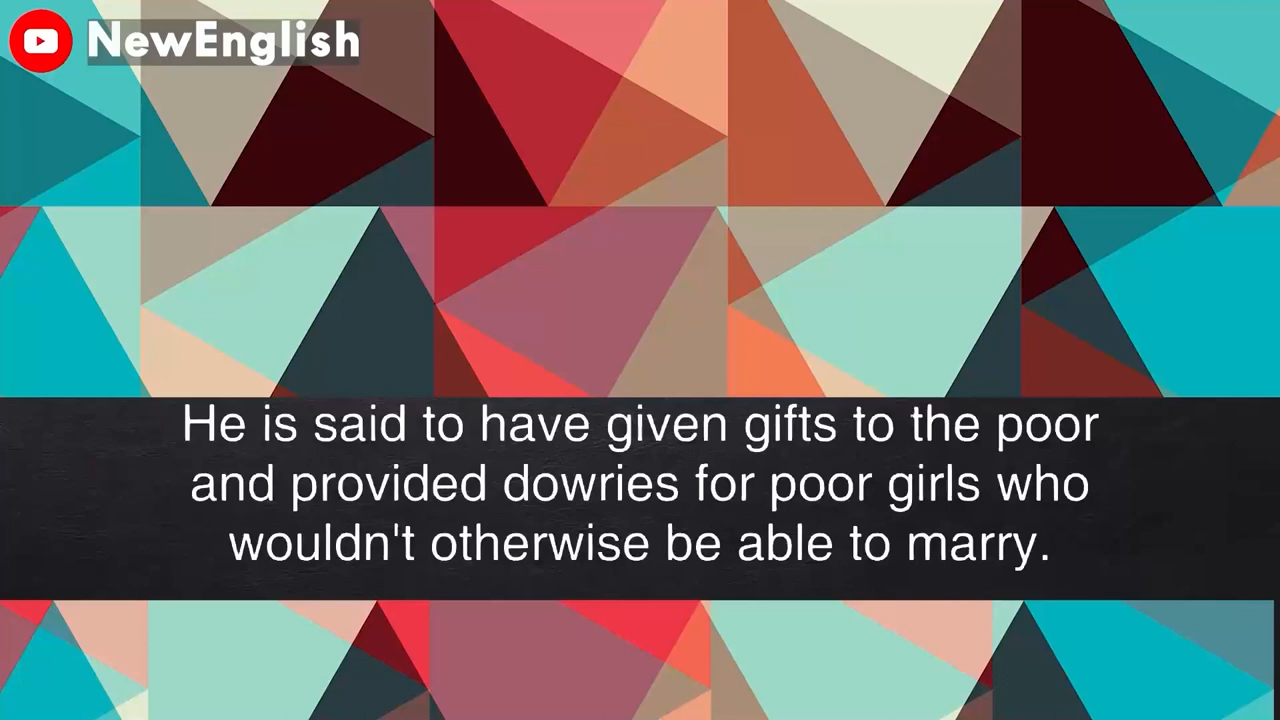 NewEnglish
He is said to have given gifts to the poor
and provided dowries for poor girls who
wouldn't otherwise be able to marry.